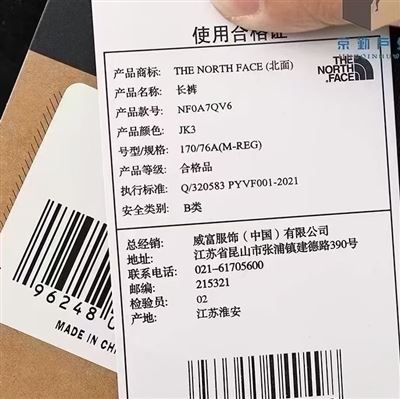 使用合格证
京勤户
THE
NORTH
FACE
产品商标: THE NORTH FACE (北面)
产品名称: 长裤
产品款号: NF0A7QV6
产品颜色: JK3
号型/规格: 170/76A(M-REG)
产品等级: 合格品
执行标准: Q/320583 PYVF001-2021
安全类别: B类
总经销: 威富服饰(中国)有限公司
地址: 江苏省昆山市张浦镇建德路390号
联系电话: 021-61705600
邮编: 215321
检验员: 02
产地: 江苏淮安
96248
MADE IN CH